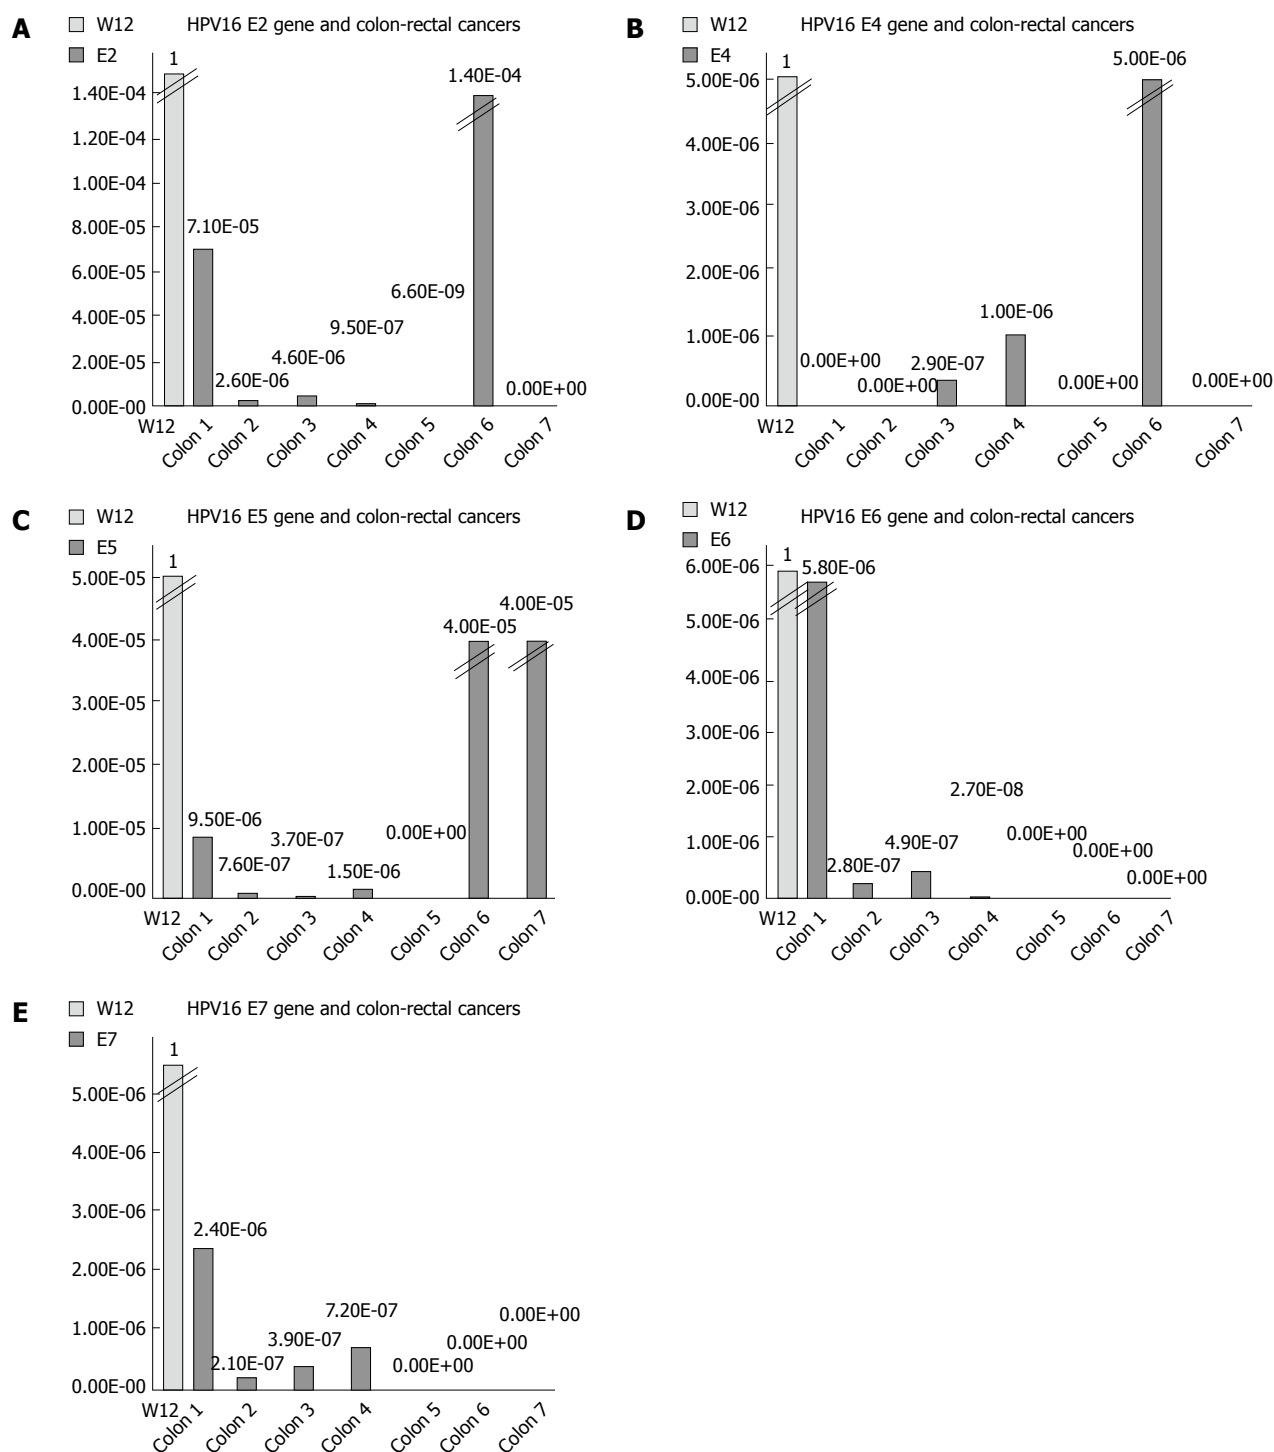 A
W12
E2
HPV16 E2 gene and colon-rectal cancers
1
1.40E-04
1.40E-04
1.20E-04
1.00E-04
8.00E-05
7.10E-05
6.00E-05
6.60E-09
4.00E-05
9.50E-07
4.60E-06
2.00E-05
2.60E-06
0.00E+00
0.00E-00
W12
Colon 1
Colon 2
Colon 3
Colon 4
Colon 5
Colon 6
Colon 7
B
W12
E4
HPV16 E4 gene and colon-rectal cancers
1
5.00E-06
5.00E-06
4.00E-06
3.00E-06
2.00E-06
1.00E-06
1.00E-06
0.00E+00
0.00E+00
2.90E-07
0.00E+00
0.00E+00
0.00E-00
W12
Colon 1
Colon 2
Colon 3
Colon 4
Colon 5
Colon 6
Colon 7
C
W12
E5
HPV16 E5 gene and colon-rectal cancers
1
5.00E-05
4.00E-05
4.00E-05
4.00E-05
3.00E-05
2.00E-05
1.00E-05
9.50E-06
3.70E-07
0.00E+00
7.60E-07
1.50E-06
0.00E-00
W12
Colon 1
Colon 2
Colon 3
Colon 4
Colon 5
Colon 6
Colon 7
D
W12
E6
HPV16 E6 gene and colon-rectal cancers
1
6.00E-06
5.80E-06
5.00E-06
4.00E-06
3.00E-06
2.00E-06
2.70E-08
1.00E-06
4.90E-07
0.00E+00
2.80E-07
0.00E+00
0.00E+00
0.00E-00
W12
Colon 1
Colon 2
Colon 3
Colon 4
Colon 5
Colon 6
Colon 7
E
W12
E7
HPV16 E7 gene and colon-rectal cancers
1
5.00E-06
4.00E-06
3.00E-06
2.40E-06
2.00E-06
1.00E-06
7.20E-07
0.00E+00
3.90E-07
0.00E+00
2.10E-07
0.00E+00
0.00E-00
W12
Colon 1
Colon 2
Colon 3
Colon 4
Colon 5
Colon 6
Colon 7